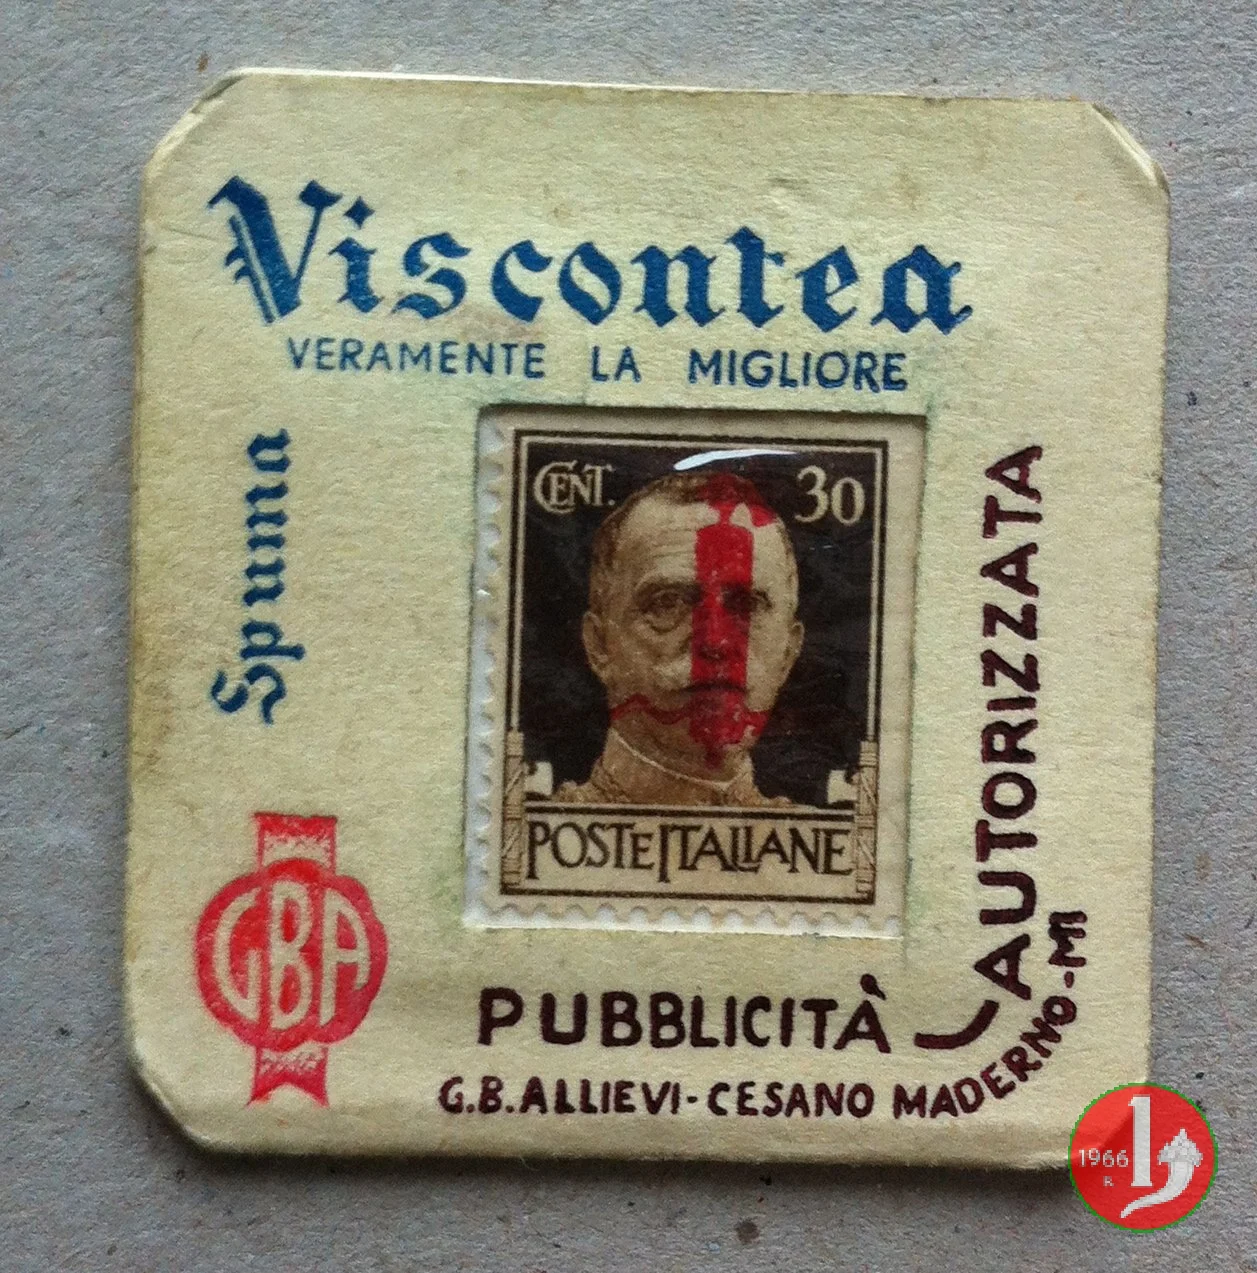 Viscontea
VERAMENTE LA MIGLIORE
Spuma
CENT. 30
POSTE ITALIANE
GBA
AUTORIZZATA
PUBBLICITÀ
G.B.ALLIEVI-CESANO MADERNO-MI
1966
R